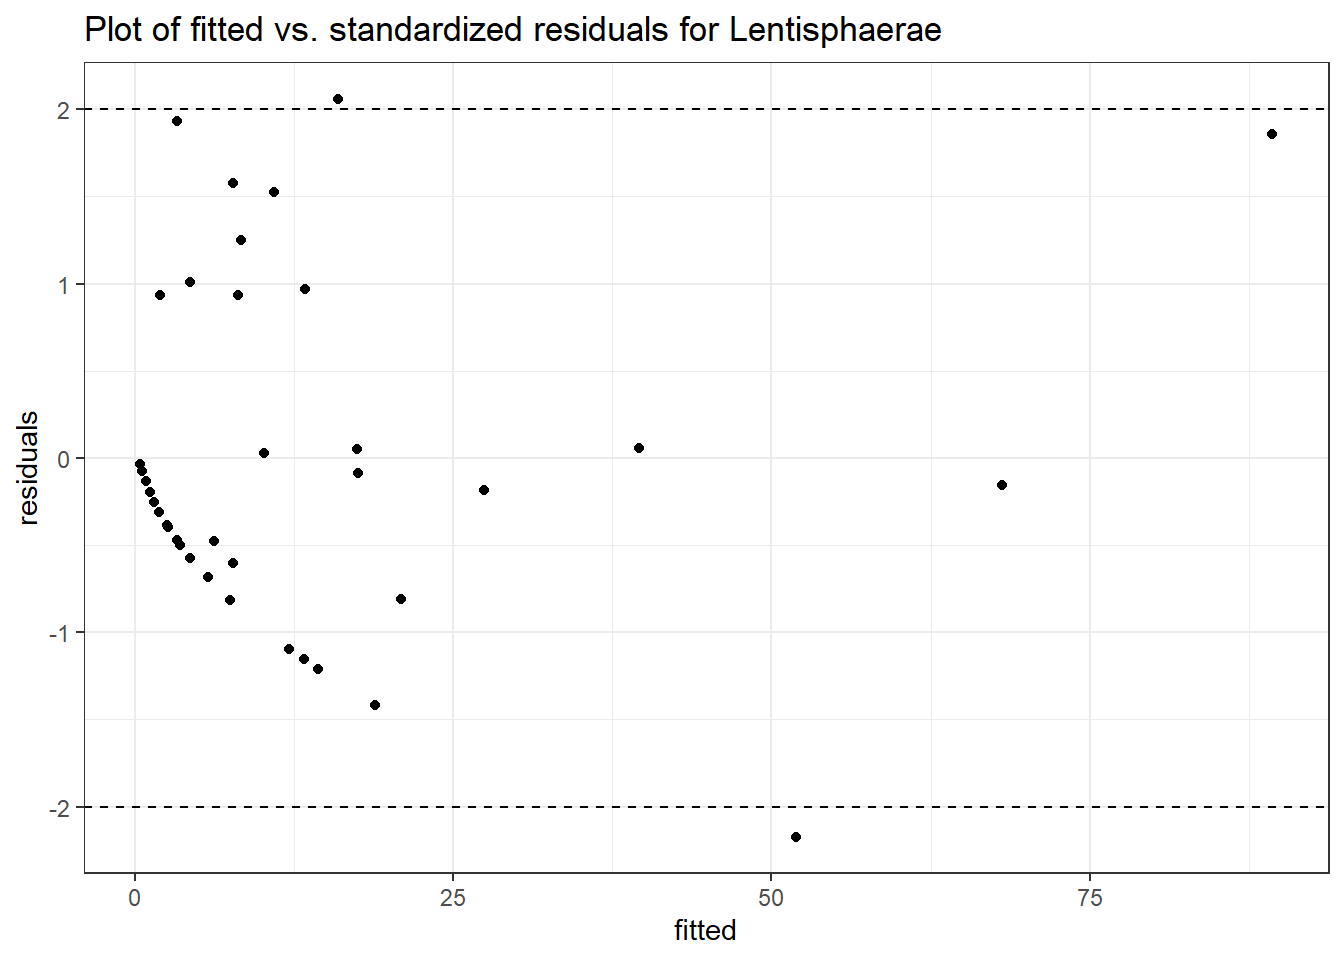 Plot of fitted vs. standardized residuals for Lentisphaerae
2
1
0
-1
-2
residuals
0 25 50 75
fitted